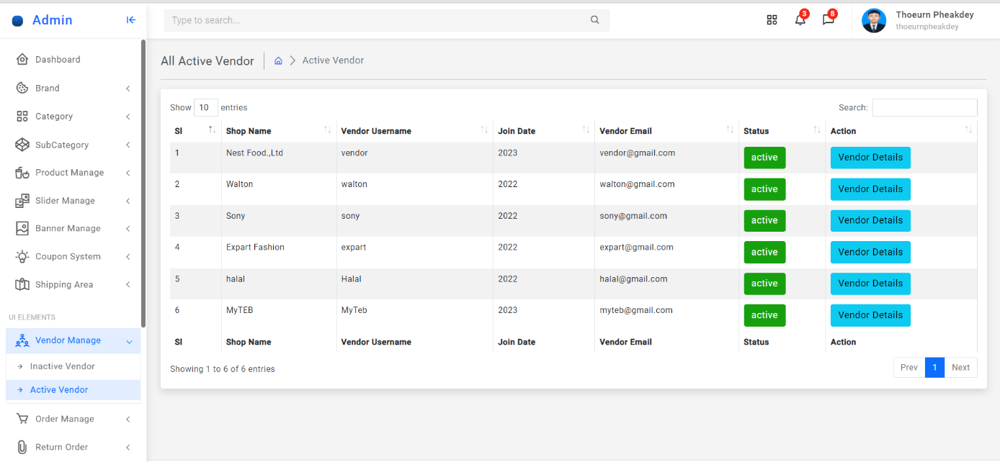 Admin
Type to search...
3
8
Thoeurn Pheakdey
thoeurnpheakdey
Dashboard
Brand
Category
SubCategory
Product Manage
Slider Manage
Banner Manage
Coupon System
Shipping Area
UI ELEMENTS
Vendor Manage
Inactive Vendor
Active Vendor
Order Manage
Return Order
All Active Vendor
Active Vendor
Show 10 entries
Search:
Sl Shop Name Vendor Username Join Date Vendor Email Status Action
1 Nest Food.,Ltd vendor 2023 vendor@gmail.com active Vendor Details
2 Walton walton 2022 walton@gmail.com active Vendor Details
3 Sony sony 2022 sony@gmail.com active Vendor Details
4 Expart Fashion expart 2022 expart@gmail.com active Vendor Details
5 halal Halal 2022 halal@gmail.com active Vendor Details
6 MyTEB MyTeb 2023 myteb@gmail.com active Vendor Details
Sl Shop Name Vendor Username Join Date Vendor Email Status Action
Showing 1 to 6 of 6 entries
Prev 1 Next